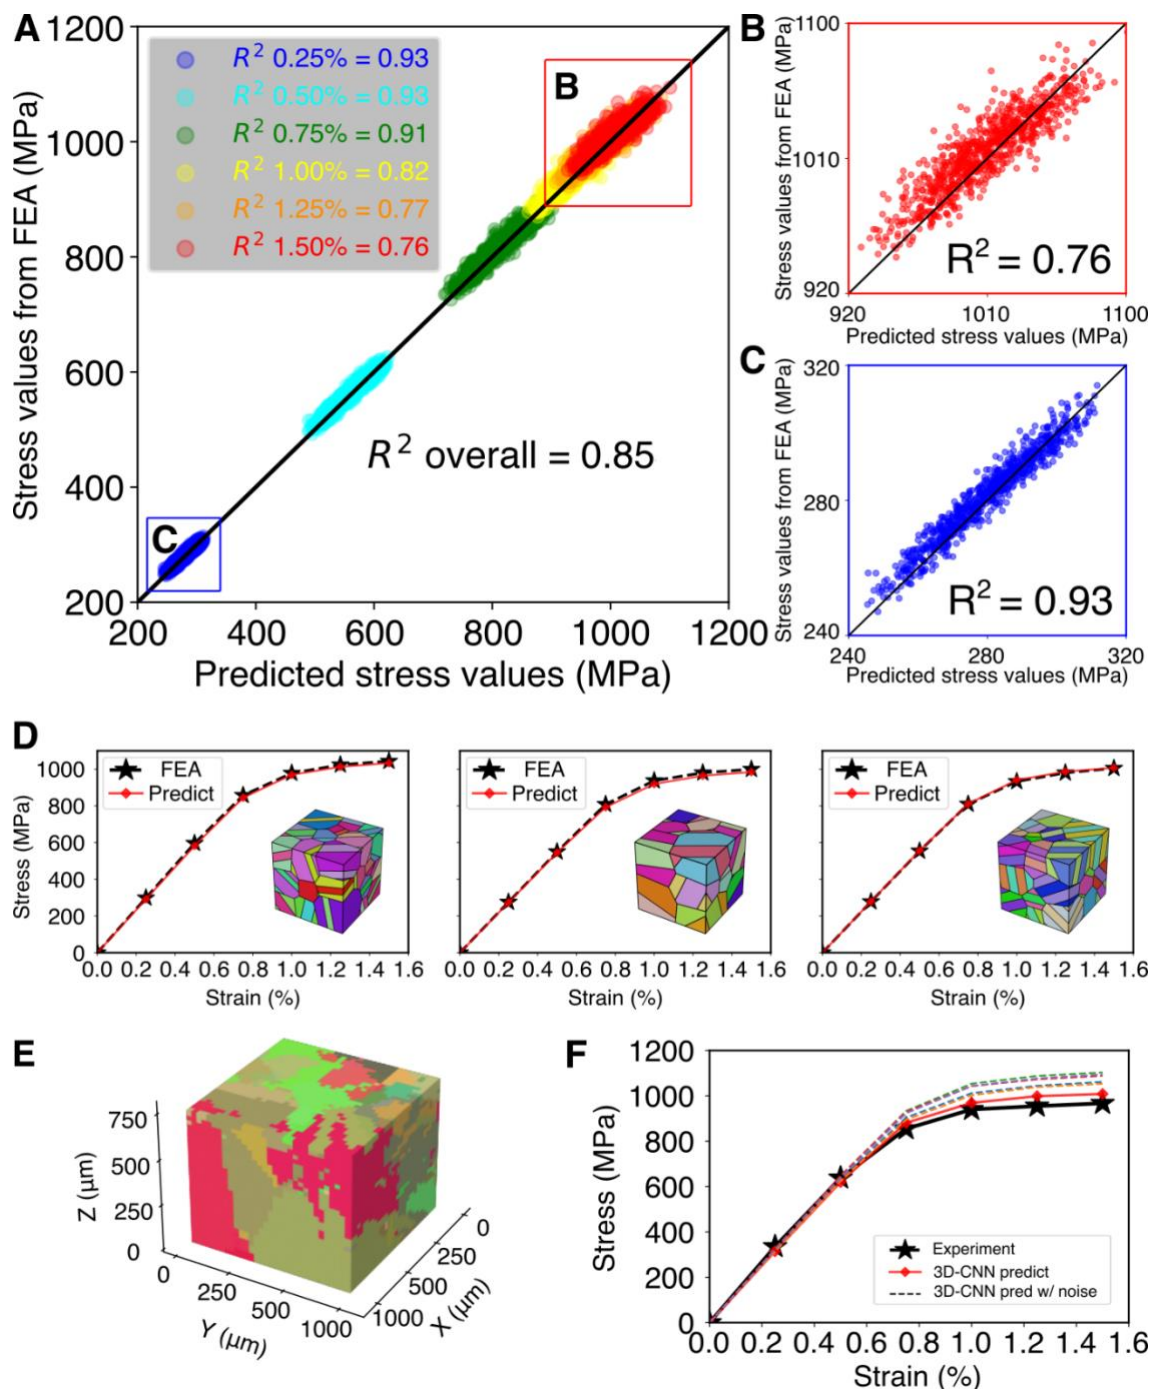 A
1200
1000
800
600
400
200
200
400
600
800
1000
1200
Stress values from FEA (MPa)
Predicted stress values (MPa)
R² 0.25% = 0.93
R² 0.50% = 0.93
R² 0.75% = 0.91
R² 1.00% = 0.82
R² 1.25% = 0.77
R² 1.50% = 0.76
B
C
R² overall = 0.85
B
1100
1010
920
920
1010
1100
Stress values from FEA (MPa)
R² = 0.76
Predicted stress values (MPa)
C
320
280
240
240
280
320
Stress values from FEA (MPa)
R² = 0.93
Predicted stress values (MPa)
D
1000
800
600
400
200
0
Stress (MPa)
FEA
Predict
0.0 0.2 0.4 0.6 0.8 1.0 1.2 1.4 1.6
Strain (%)
FEA
Predict
0.0 0.2 0.4 0.6 0.8 1.0 1.2 1.4 1.6
Strain (%)
FEA
Predict
0.0 0.2 0.4 0.6 0.8 1.0 1.2 1.4 1.6
Strain (%)
E
750
500
250
0
Z (μm)
0
250
500
1000
Y (μm)
0
250
500
1000
X (μm)
F
1200
1000
800
600
400
200
0
Stress (MPa)
Experiment
3D-CNN predict
3D-CNN pred w/ noise
0.0 0.2 0.4 0.6 0.8 1.0 1.2 1.4 1.6
Strain (%)